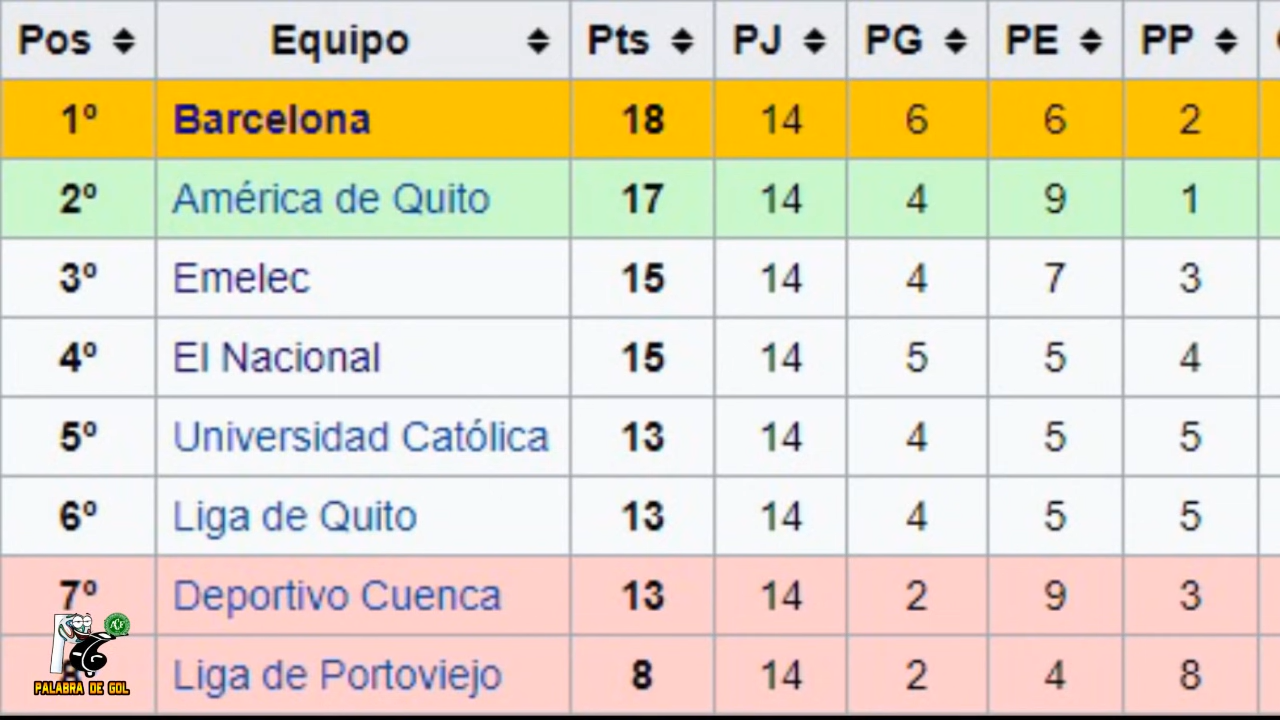 Pos Equipo Pts PJ PG PE PP
1º Barcelona 18 14 6 6 2
2º América de Quito 17 14 4 9 1
3º Emelec 15 14 4 7 3
4º El Nacional 15 14 5 5 4
5º Universidad Católica 13 14 4 5 5
6º Liga de Quito 13 14 4 5 5
7º Deportivo Cuenca 13 14 2 9 3
Liga de Portoviejo 8 14 2 4 8
PALABRA DE GOL